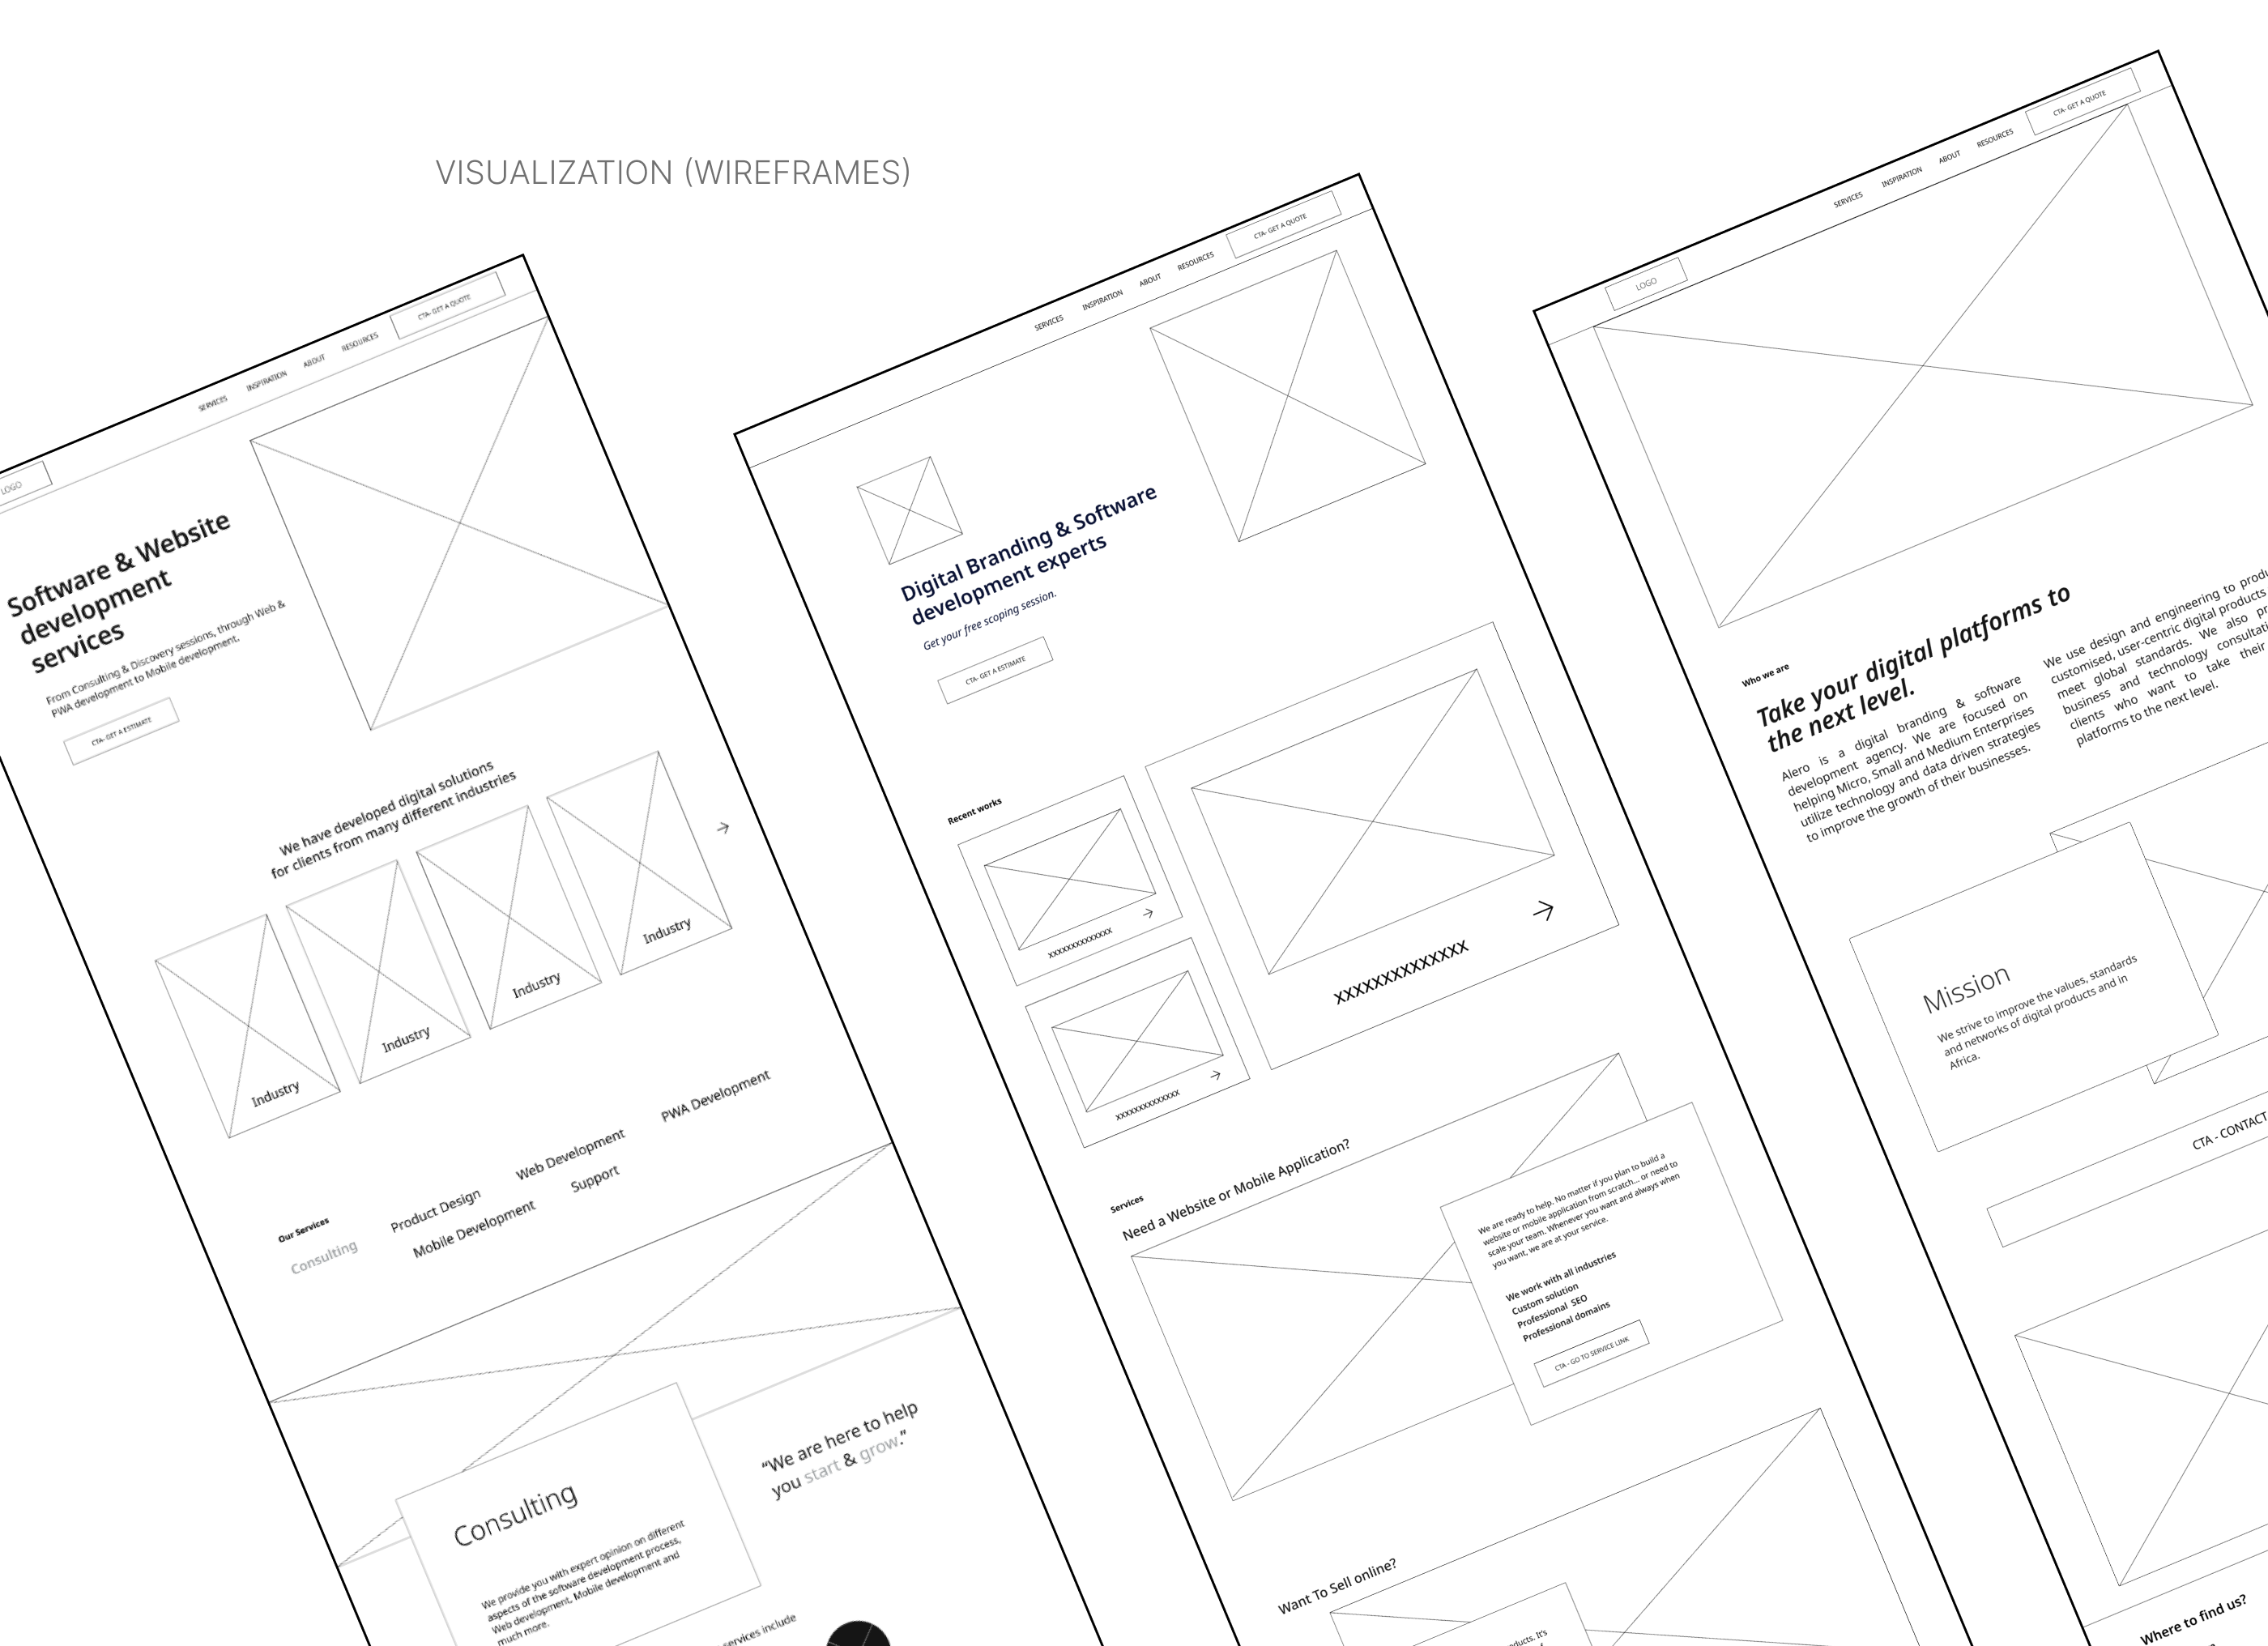 VISUALIZATION (WIREFRAMES)
LOGO
SERVICES
INSPIRATION
ABOUT
RESOURCES
CTA- GET A QUOTE
Software & Website
development
services
From Consulting & Discovery sessions, through Web &
PWA development to Mobile development.
CTA- GET A ESTIMATE
We have developed digital solutions
for clients from many different industries
Industry
Industry
Industry
Industry
Our Services
Consulting
Product Design
Web Development
PWA Development
Mobile Development
Support
Consulting
We provide you with expert opinion on different
aspects of the software development process,
Web development, Mobile development and
much more.
“We are here to help
you start & grow.”
services include
SERVICES
INSPIRATION
ABOUT
RESOURCES
CTA- GET A QUOTE
Digital Branding & Software
development experts
Get your free scoping session.
CTA- GET A ESTIMATE
Recent works
xxxxxxxxxxxxxx
xxxxxxxxxxxxxx
xxxxxxxxxxxxxx
Services
Need a Website or Mobile Application?
We are ready to help. No matter if you plan to build a
website or mobile application from scratch... or need to
scale your team. Whenever you want and always when
you want, we are at your service.
We work with all industries
Custom solution
Professional SEO
Professional domains
CTA - GO TO SERVICE LINK
Want To Sell online?
products. It's
LOGO
SERVICES
INSPIRATION
ABOUT
RESOURCES
CTA- GET A QUOTE
Who we are
Take your digital platforms to
the next level.
Alero is a digital branding & software
development agency. We are focused on
helping Micro, Small and Medium Enterprises
utilize technology and data driven strategies
to improve the growth of their businesses.
We use design and engineering to
customised, user-centric digital products
meet global standards. We also
business and technology
clients who want to take their
platforms to the next level.
Mission
We strive to improve the values, standards
and networks of digital products and in
Africa.
CTA - CONTACT
Where to find us?